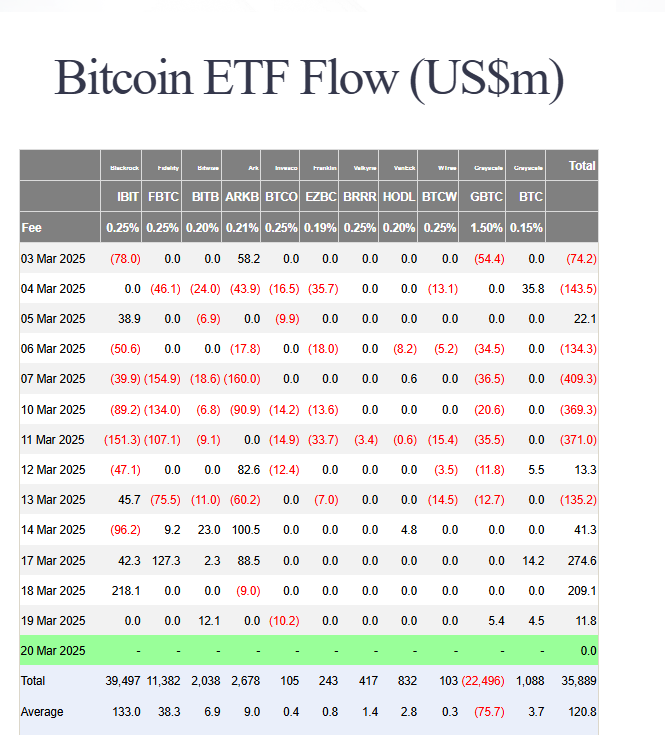 Bitcoin ETF Flow (US$m)
Blackrock Fidelity Bitwise Ark Invesco Franklin Valkyrie VanEck WTree Grayscale Grayscale Total
IBIT FBTC BITB ARKB BTCO EZBC BRRR HODL BTCW GBTC BTC
Fee 0.25% 0.25% 0.20% 0.21% 0.25% 0.19% 0.25% 0.20% 0.25% 1.50% 0.15%
03 Mar 2025 (78.0) 0.0 0.0 58.2 0.0 0.0 0.0 0.0 0.0 (54.4) 0.0 (74.2)
04 Mar 2025 0.0 (46.1) (24.0) (43.9) (16.5) (35.7) 0.0 0.0 (13.1) 0.0 35.8 (143.5)
05 Mar 2025 38.9 0.0 (6.9) 0.0 (9.9) 0.0 0.0 0.0 0.0 0.0 0.0 22.1
06 Mar 2025 (50.6) 0.0 0.0 (17.8) 0.0 (18.0) 0.0 (8.2) (5.2) (34.5) 0.0 (134.3)
07 Mar 2025 (39.9) (154.9) (18.6) (160.0) 0.0 0.0 0.0 0.6 0.0 (36.5) 0.0 (409.3)
10 Mar 2025 (89.2) (134.0) (6.8) (90.9) (14.2) (13.6) 0.0 0.0 0.0 (20.6) 0.0 (369.3)
11 Mar 2025 (151.3) (107.1) (9.1) 0.0 (14.9) (33.7) (3.4) (0.6) (15.4) (35.5) 0.0 (371.0)
12 Mar 2025 (47.1) 0.0 0.0 82.6 (12.4) 0.0 0.0 0.0 (3.5) (11.8) 5.5 13.3
13 Mar 2025 45.7 (75.5) (11.0) (60.2) 0.0 (7.0) 0.0 0.0 (14.5) (12.7) 0.0 (135.2)
14 Mar 2025 (96.2) 9.2 23.0 100.5 0.0 0.0 0.0 4.8 0.0 0.0 0.0 41.3
17 Mar 2025 42.3 127.3 2.3 88.5 0.0 0.0 0.0 0.0 0.0 0.0 14.2 274.6
18 Mar 2025 218.1 0.0 0.0 (9.0) 0.0 0.0 0.0 0.0 0.0 0.0 0.0 209.1
19 Mar 2025 0.0 0.0 12.1 0.0 (10.2) 0.0 0.0 0.0 0.0 5.4 4.5 11.8
20 Mar 2025 - - - - - - - - - - - 0.0
Total 39,497 11,382 2,038 2,678 105 243 417 832 103 (22,496) 1,088 35,889
Average 133.0 38.3 6.9 9.0 0.4 0.8 1.4 2.8 0.3 (75.7) 3.7 120.8